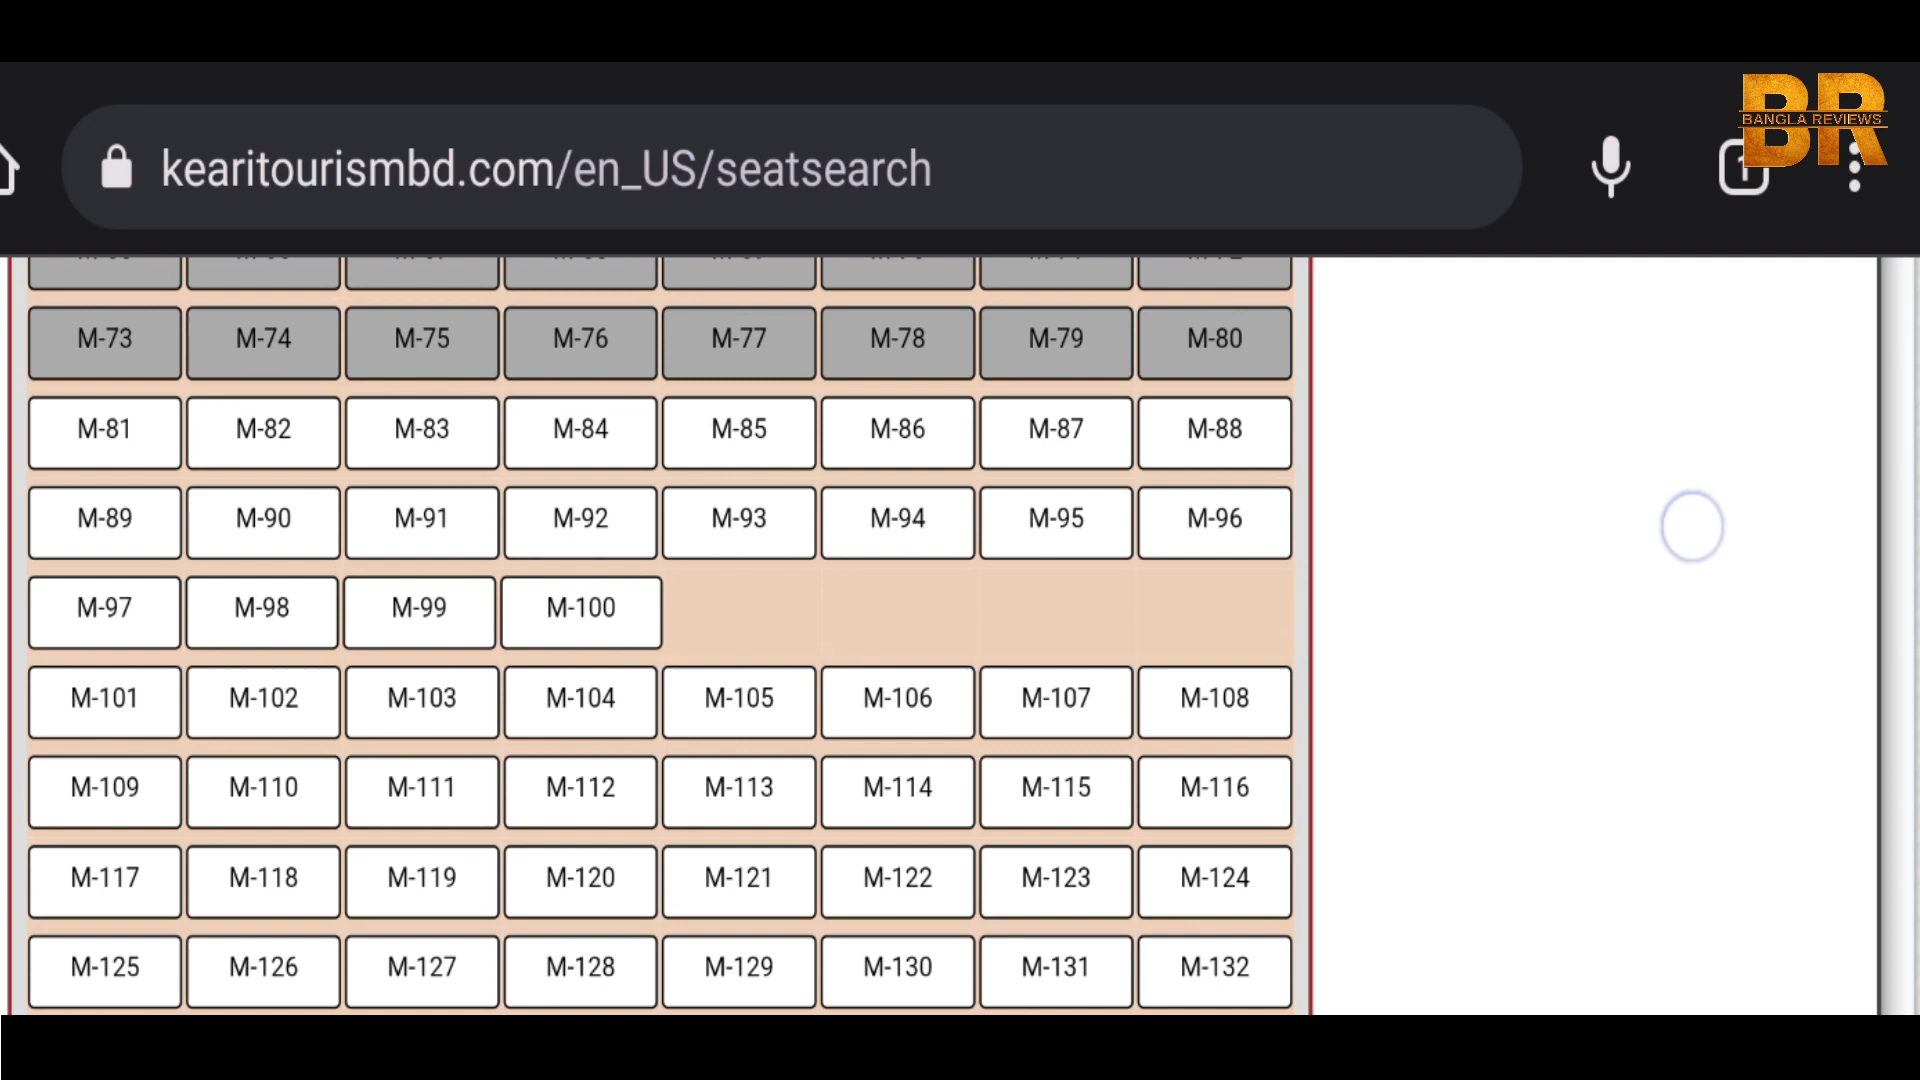 BR
BANGLA REVIEWS
kearitourismbd.com/en_US/seatsearch
1
M-73 M-74 M-75 M-76 M-77 M-78 M-79 M-80
M-81 M-82 M-83 M-84 M-85 M-86 M-87 M-88
M-89 M-90 M-91 M-92 M-93 M-94 M-95 M-96
M-97 M-98 M-99 M-100
M-101 M-102 M-103 M-104 M-105 M-106 M-107 M-108
M-109 M-110 M-111 M-112 M-113 M-114 M-115 M-116
M-117 M-118 M-119 M-120 M-121 M-122 M-123 M-124
M-125 M-126 M-127 M-128 M-129 M-130 M-131 M-132